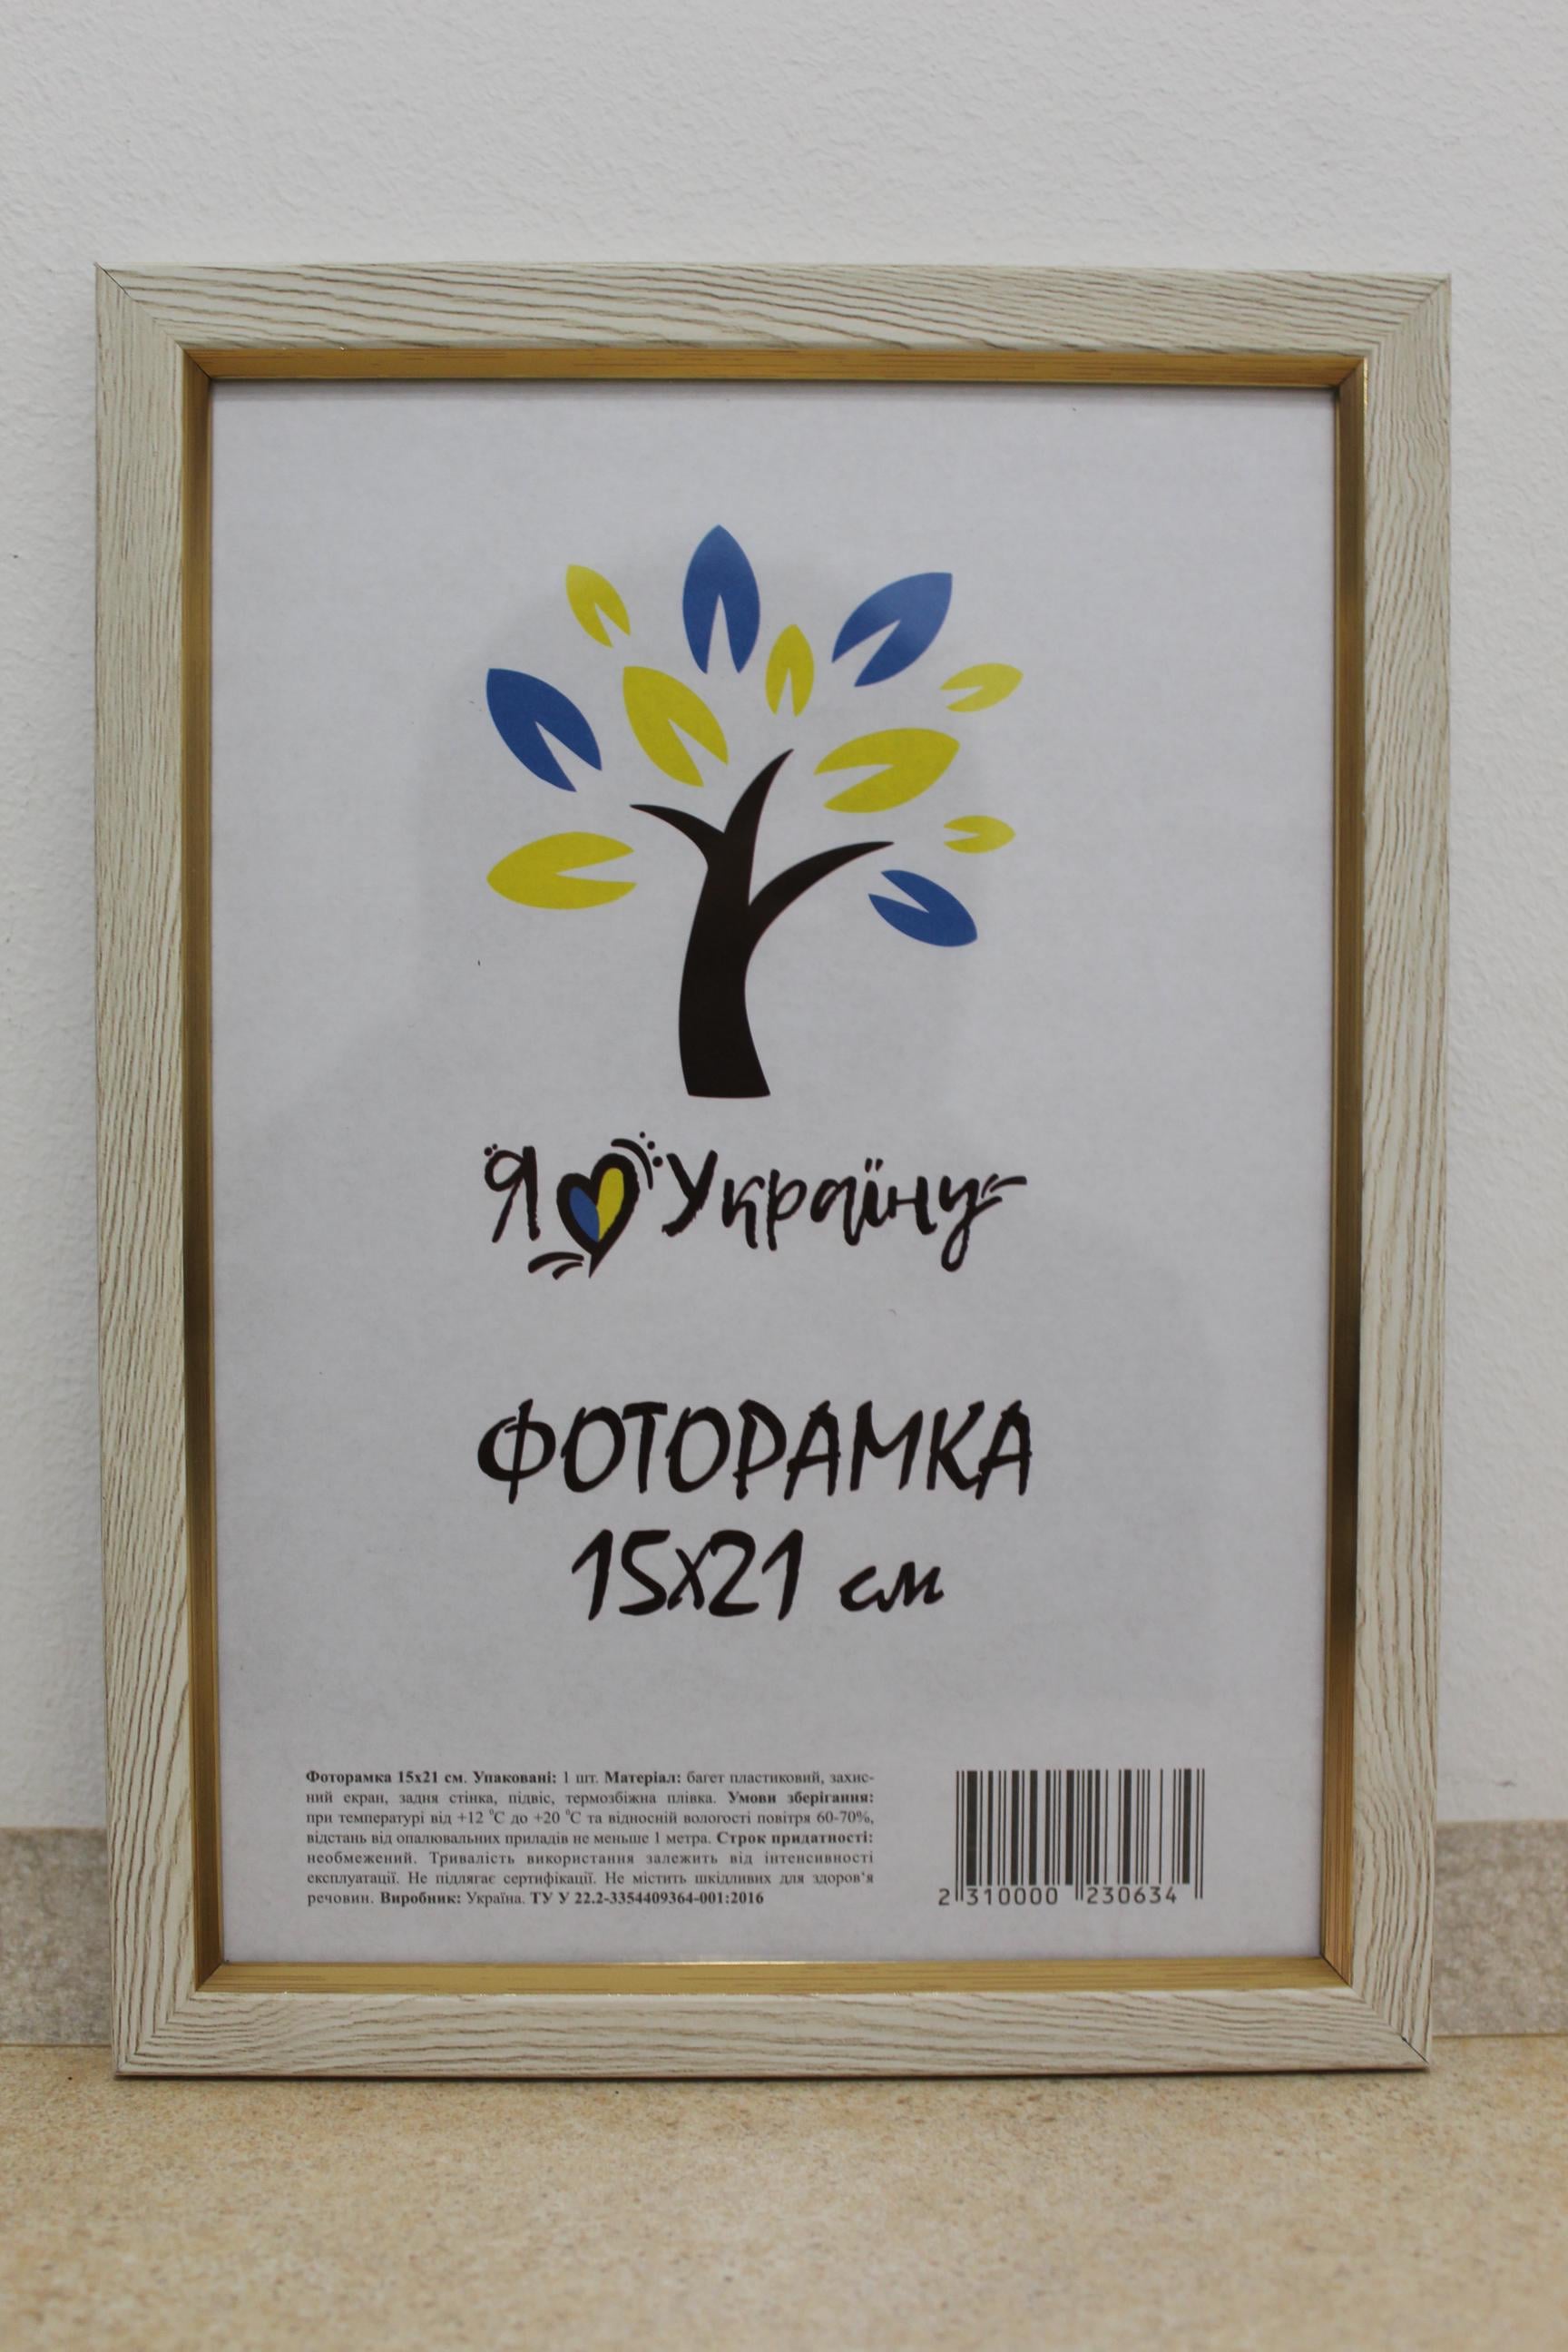 Я Україну
ФОТОРАМКА
15х21 см
Фоторамка 15х21 см. Упаковані: 1 шт. Матеріал: багет пластиковий, захис-
ний екран, задня стінка, підвіс, термозбіжна плівка. Умови зберігання:
при температурі від +12 °С до +20 °С та відносній вологості повітря 60-70%,
відстань від опалювальних приладів не меньше 1 метра. Строк придатності:
необмежений. Тривалість використання залежить від інтенсивності
експлуатації. Не підлягає сертифікації. Не містить шкідливих для здоров'я
речовин. Виробник: Україна. ТУ У 22.2-3354409364-001:2016
2 310000 230634